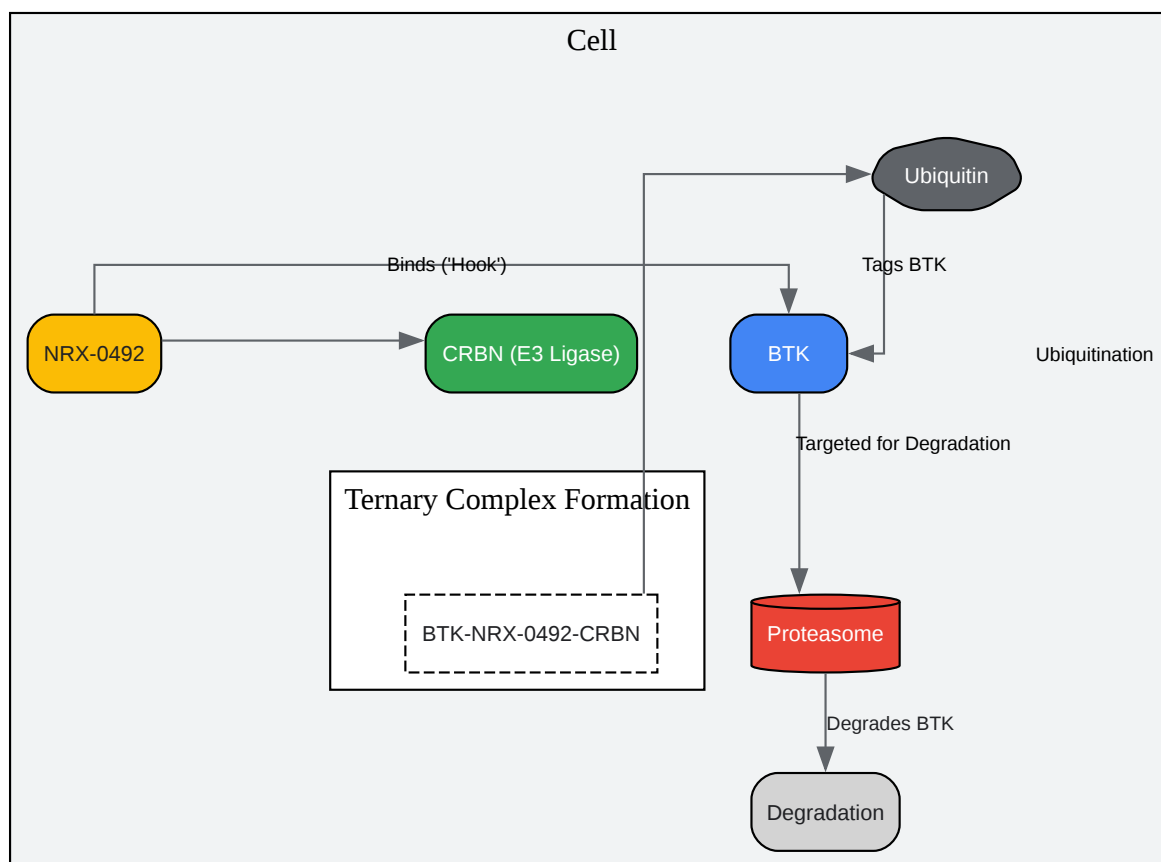 Cell
Ubiquitin
Binds ('Hook')
Tags BTK
NRX-0492
CRBN (E3 Ligase)
BTK
Ubiquitination
Targeted for Degradation
Ternary Complex Formation
BTK-NRX-0492-CRBN
Proteasome
Degrades BTK
Degradation